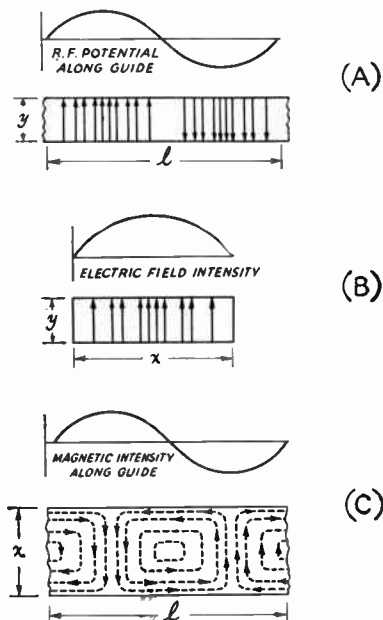 R.F. POTENTIAL
ALONG GUIDE
(A)
y
l
ELECTRIC FIELD INTENSITY
(B)
y
x
MAGNETIC INTENSITY
ALONG GUIDE
(C)
x
l